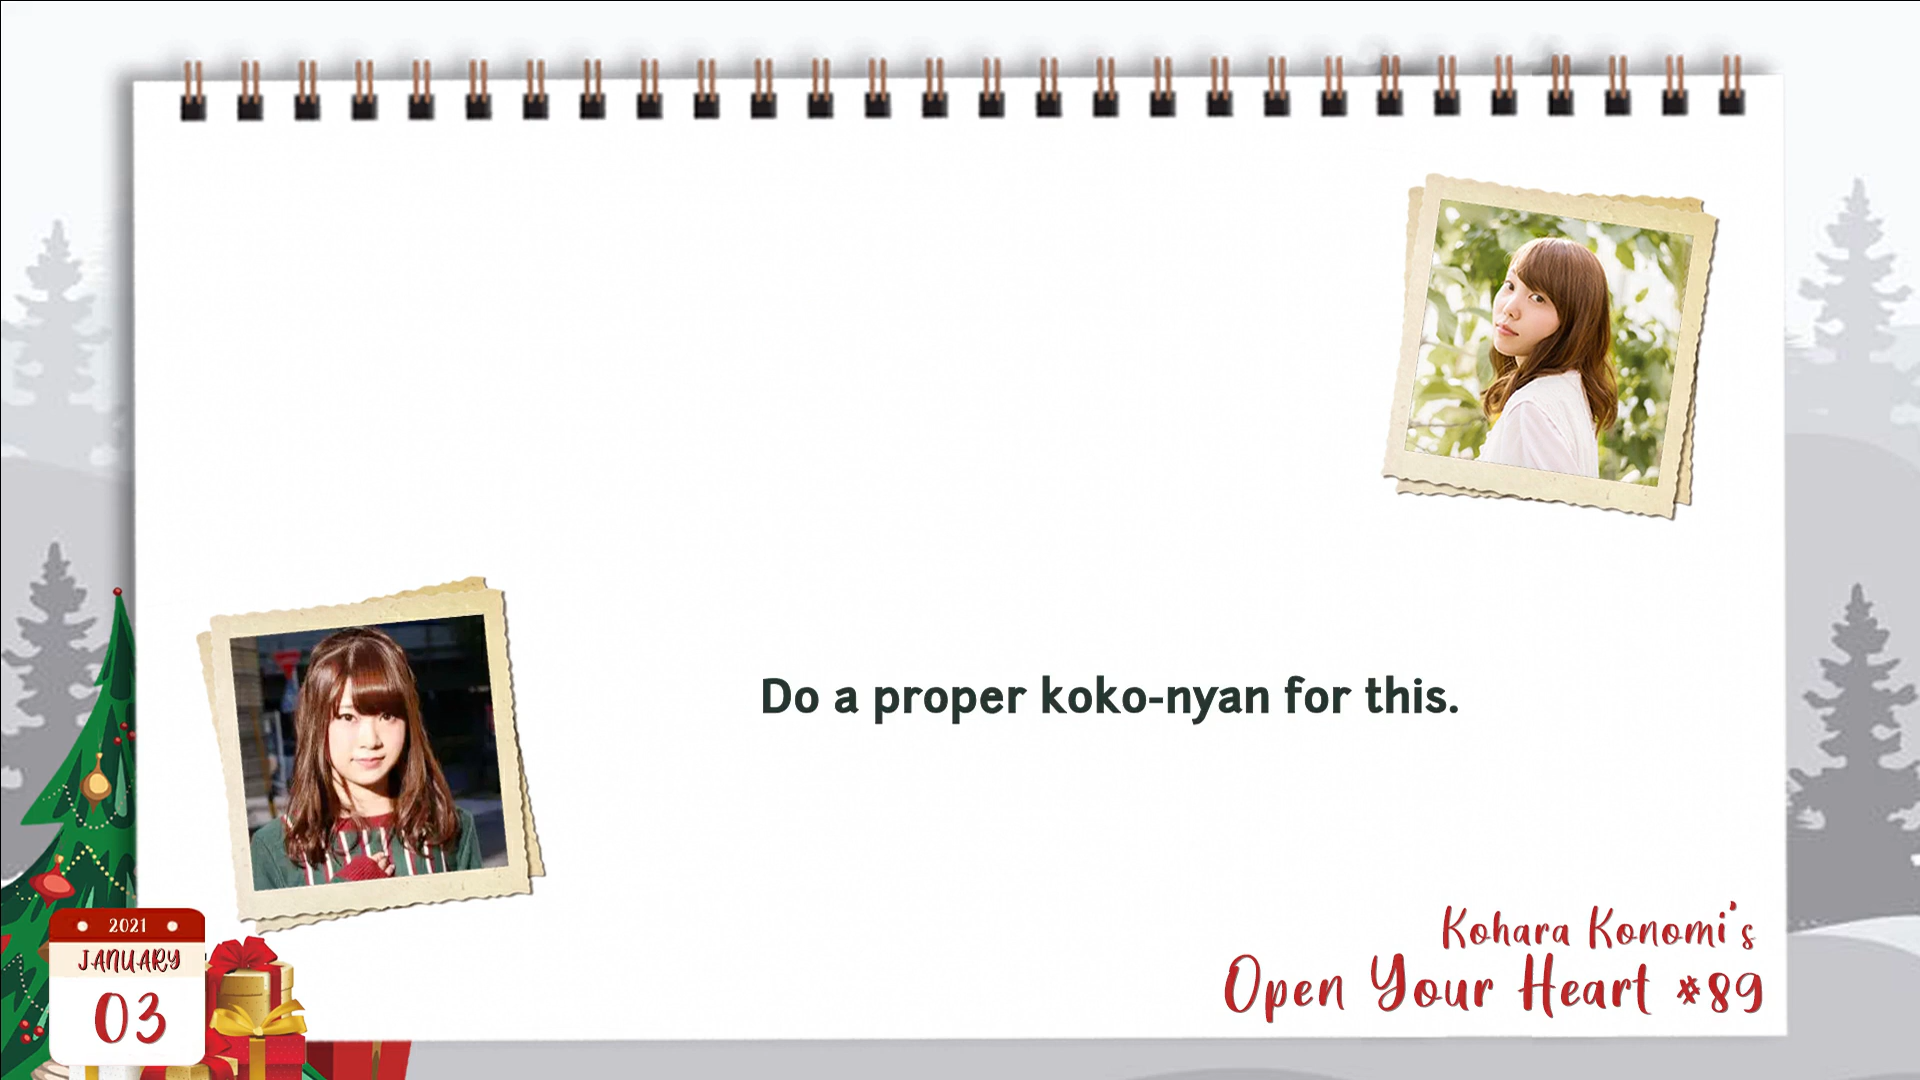 Do a proper koko-nyan for this.
Kohara Konomi's
Open Your Heart #89
2021
JANUARY
03